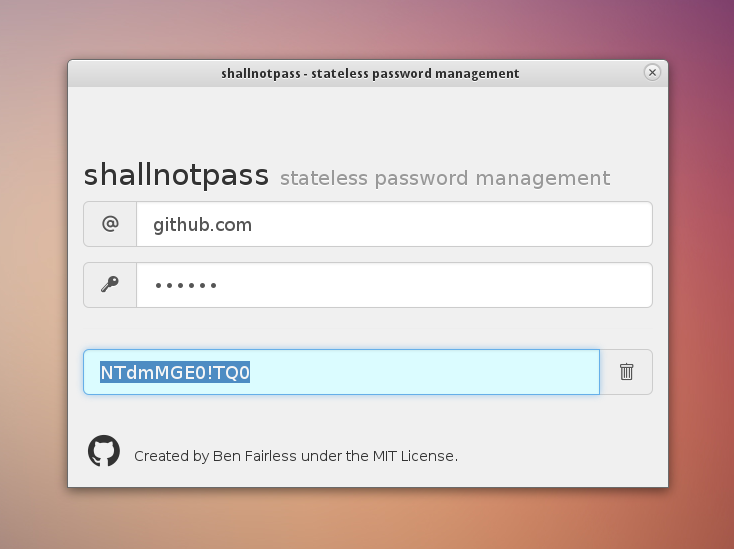 shallnotpass - stateless password management
shallnotpass stateless password management
@ github.com
••••••
NTdmMGE0!TQ0
Created by Ben Fairless under the MIT License.